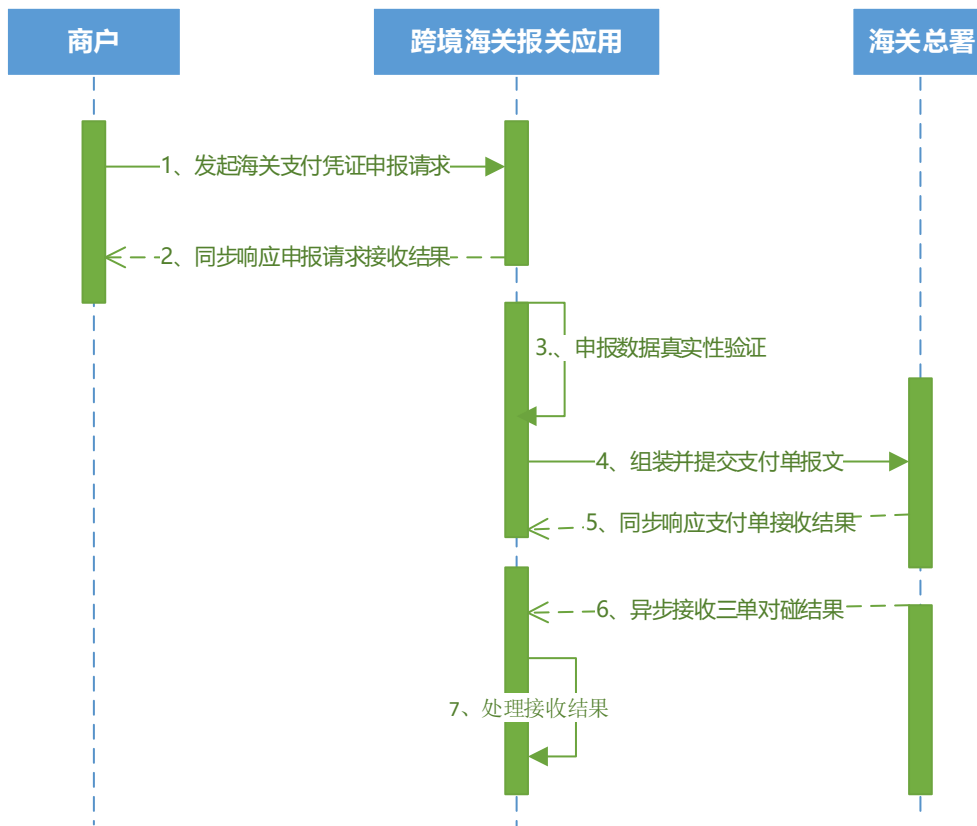 商户
跨境海关报关应用
海关总署
1、发起海关支付凭证申报请求
2、同步响应申报请求接收结果
3.、申报数据真实性验证
4、组装并提交支付单报文
5、同步响应支付单接收结果
6、异步接收三单对碰结果
7、处理接收结果